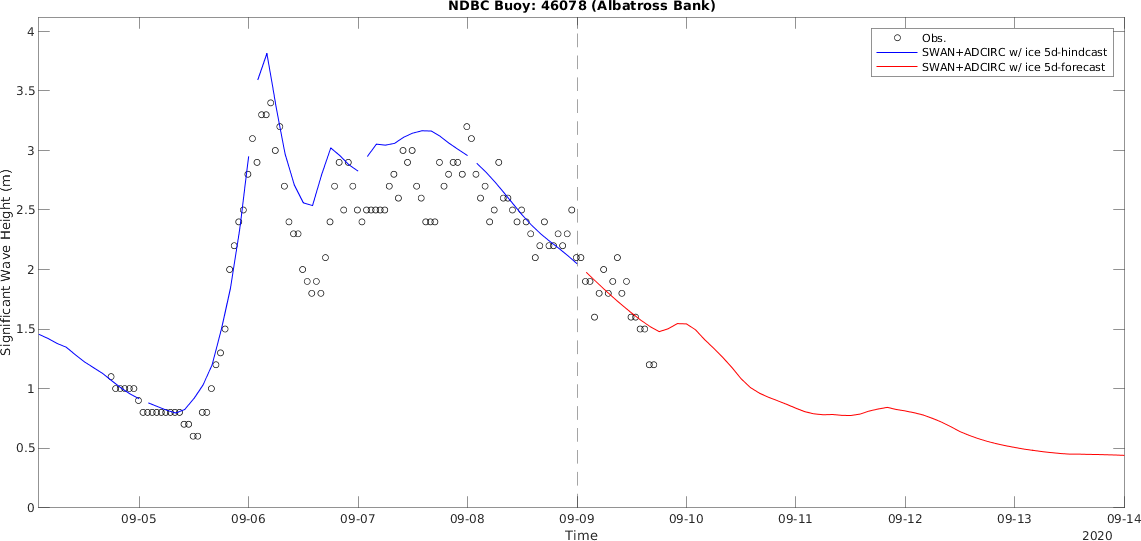 NDBC Buoy: 46078 (Albatross Bank)
Obs.
SWAN+ADCIRC w/ ice 5d-hindcast
SWAN+ADCIRC w/ ice 5d-forecast
Significant Wave Height (m)
4
3.5
3
2.5
2
1.5
1
0.5
0
09-05 09-06 09-07 09-08 09-09 09-10 09-11 09-12 09-13 09-14
Time
2020